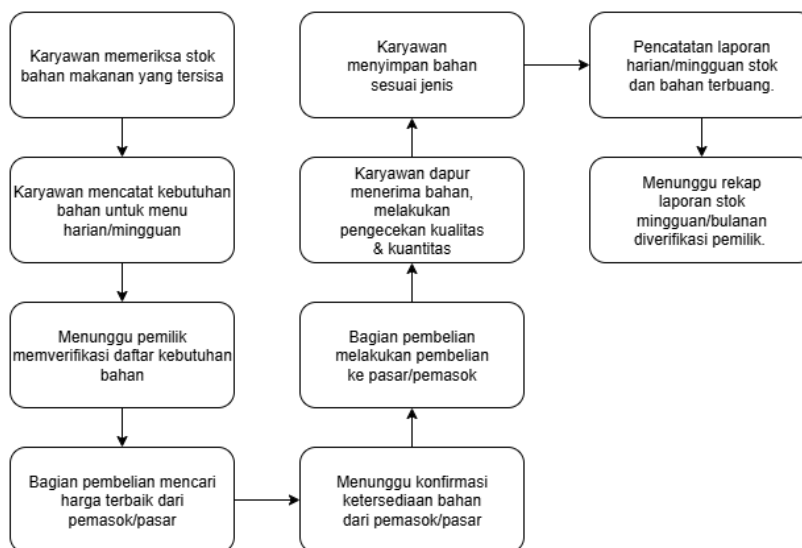 Karyawan memeriksa stok
bahan makanan yang tersisa
Karyawan mencatat kebutuhan
bahan untuk menu
harian/mingguan
Menunggu pemilik
memverifikasi daftar kebutuhan
bahan
Bagian pembelian mencari
harga terbaik dari
pemasok/pasar
Menunggu konfirmasi
ketersediaan bahan
dari pemasok/pasar
Bagian pembelian
melakukan pembelian
ke pasar/pemasok
Karyawan dapur
menerima bahan,
melakukan
pengecekan kualitas
& kuantitas
Karyawan
menyimpan bahan
sesuai jenis
Pencatatan laporan
harian/mingguan stok
dan bahan terbuang.
Menunggu rekap
laporan stok
mingguan/bulanan
diverifikasi pemilik.